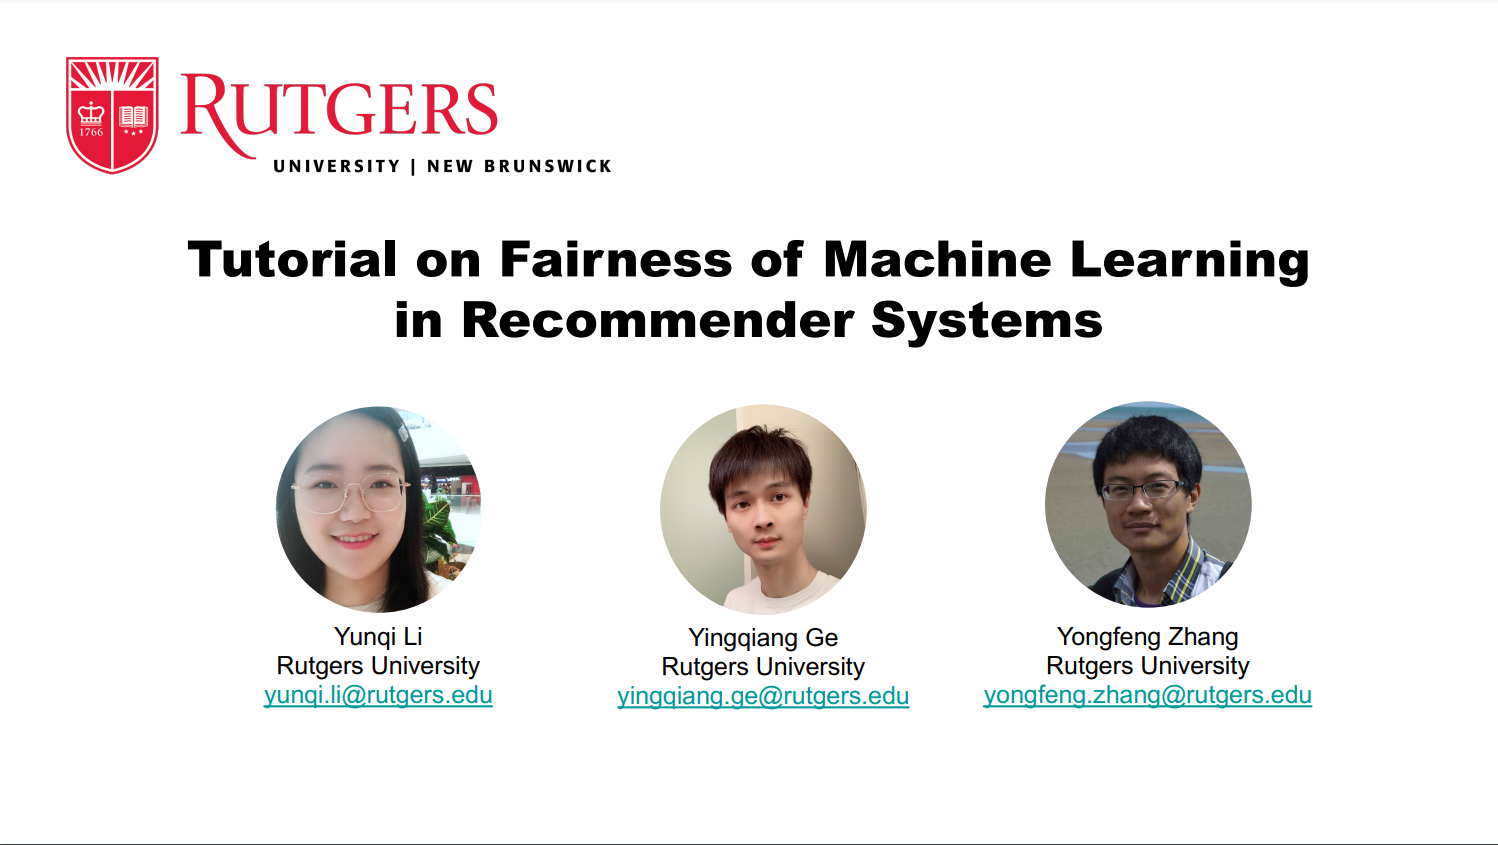 1766
RUTGERS
UNIVERSITY | NEW BRUNSWICK
Tutorial on Fairness of Machine Learning
in Recommender Systems
Yunqi Li
Rutgers University
yunqi.li@rutgers.edu
Yingqiang Ge
Rutgers University
yingqiang.ge@rutgers.edu
Yongfeng Zhang
Rutgers University
yongfeng.zhang@rutgers.edu